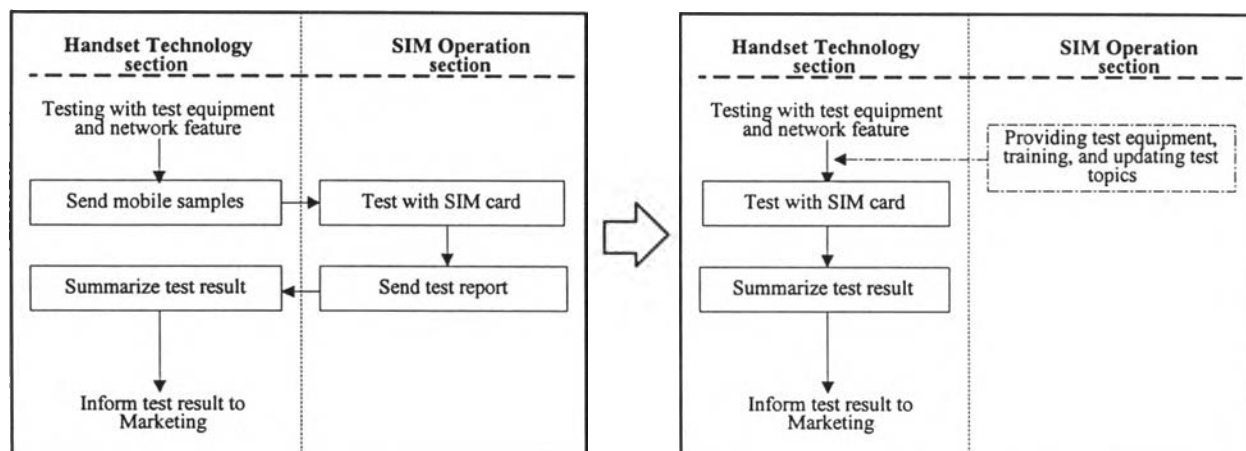 Handset Technology
section
SIM Operation
section
Testing with test equipment
and network feature
Send mobile samples
Test with SIM card
Summarize test result
Send test report
Inform test result to
Marketing
Handset Technology
section
SIM Operation
section
Testing with test equipment
and network feature
Providing test equipment,
training, and updating test
topics
Test with SIM card
Summarize test result
Inform test result to
Marketing